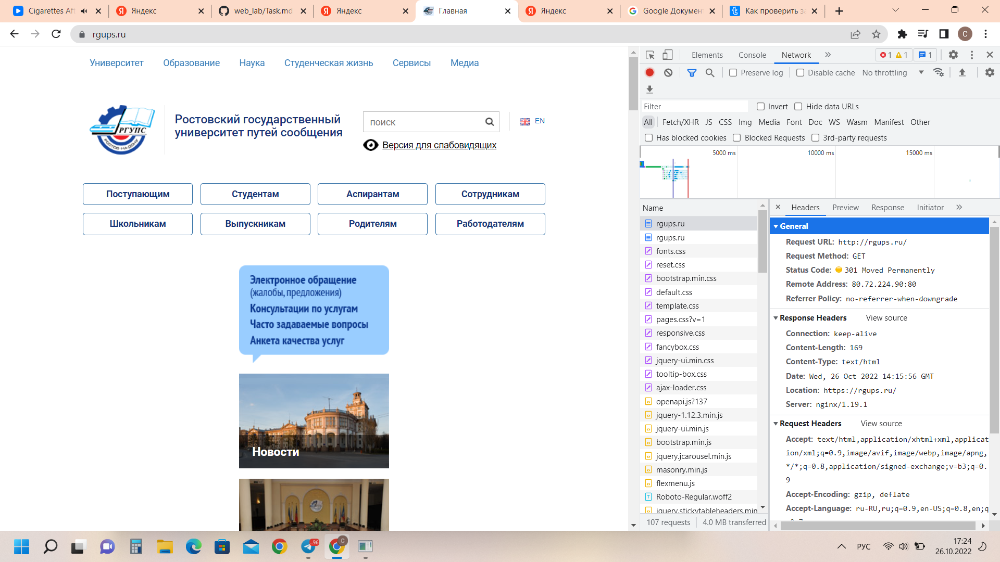 Cigarettes Aft
Яндекс
web_lab/Task.md
Яндекс
Главная
Яндекс
Google Документ
Как проверить за
rgups.ru
C
Университет
Образование
Наука
Студенческая жизнь
Сервисы
Медиа
РГУПС
РОСТОВ-НА-ДОНУ
Ростовский государственный
университет путей сообщения
поиск
EN
Версия для слабовидящих
Поступающим
Студентам
Аспирантам
Сотрудникам
Школьникам
Выпускникам
Родителям
Работодателям
Электронное обращение
(жалобы, предложения)
Консультации по услугам
Часто задаваемые вопросы
Анкета качества услуг
Новости
Elements
Console
Network
1
1
1
Preserve log
Disable cache
No throttling
Filter
Invert
Hide data URLs
All
Fetch/XHR
JS
CSS
Img
Media
Font
Doc
WS
Wasm
Manifest
Other
Has blocked cookies
Blocked Requests
3rd-party requests
5000 ms
10000 ms
15000 ms
Name
rgups.ru
rgups.ru
fonts.css
reset.css
bootstrap.min.css
default.css
template.css
pages.css?v=1
responsive.css
fancybox.css
jquery-ui.min.css
tooltip-box.css
ajax-loader.css
openapi.js?137
jquery-1.12.3.min.js
jquery-ui.min.js
bootstrap.min.js
jquery.jcarousel.min.js
masonry.min.js
flexmenu.js
Roboto-Regular.woff2
jquery.stickytableheaders.min
107 requests
4.0 MB transferred
Headers
Preview
Response
Initiator
General
Request URL: http://rgups.ru/
Request Method: GET
Status Code: 301 Moved Permanently
Remote Address: 80.72.224.90:80
Referrer Policy: no-referrer-when-downgrade
Response Headers
View source
Connection: keep-alive
Content-Length: 169
Content-Type: text/html
Date: Wed, 26 Oct 2022 14:15:56 GMT
Location: https://rgups.ru/
Server: nginx/1.19.1
Request Headers
View source
Accept: text/html,application/xhtml+xml,applicat
ion/xml;q=0.9,image/avif,image/webp,image/apng,
*/*;q=0.8,application/signed-exchange;v=b3;q=0.
9
Accept-Encoding: gzip, deflate
Accept-Language: ru-RU,ru;q=0.9,en-US;q=0.8,en;q
..96
C
РУС
17:24
26.10.2022